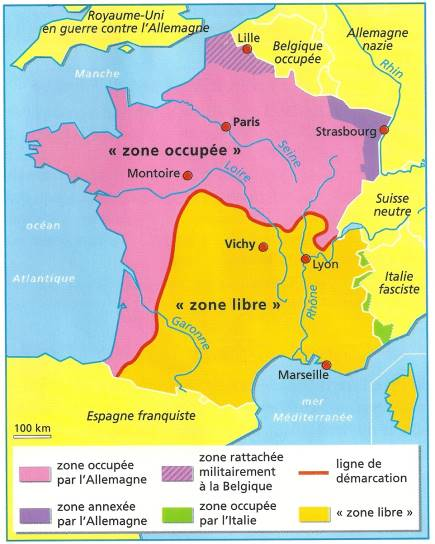 Royaume-Uni
en guerre contre l'Allemagne
Lille
Belgique
occupée
Allemagne
nazie
Rhin
Manche
Paris
Strasbourg
« zone occupée »
Seine
Montoire
Loire
Suisse
neutre
océan
Atlantique
Vichy
Lyon
Italie
fasciste
« zone libre »
Rhône
Garonne
Marseille
mer
Méditerranée
Espagne franquiste
100 km
zone occupée
par l'Allemagne
zone rattachée
militairement
à la Belgique
ligne de
démarcation
zone annexée
par l'Allemagne
zone occupée
par l'Italie
« zone libre »